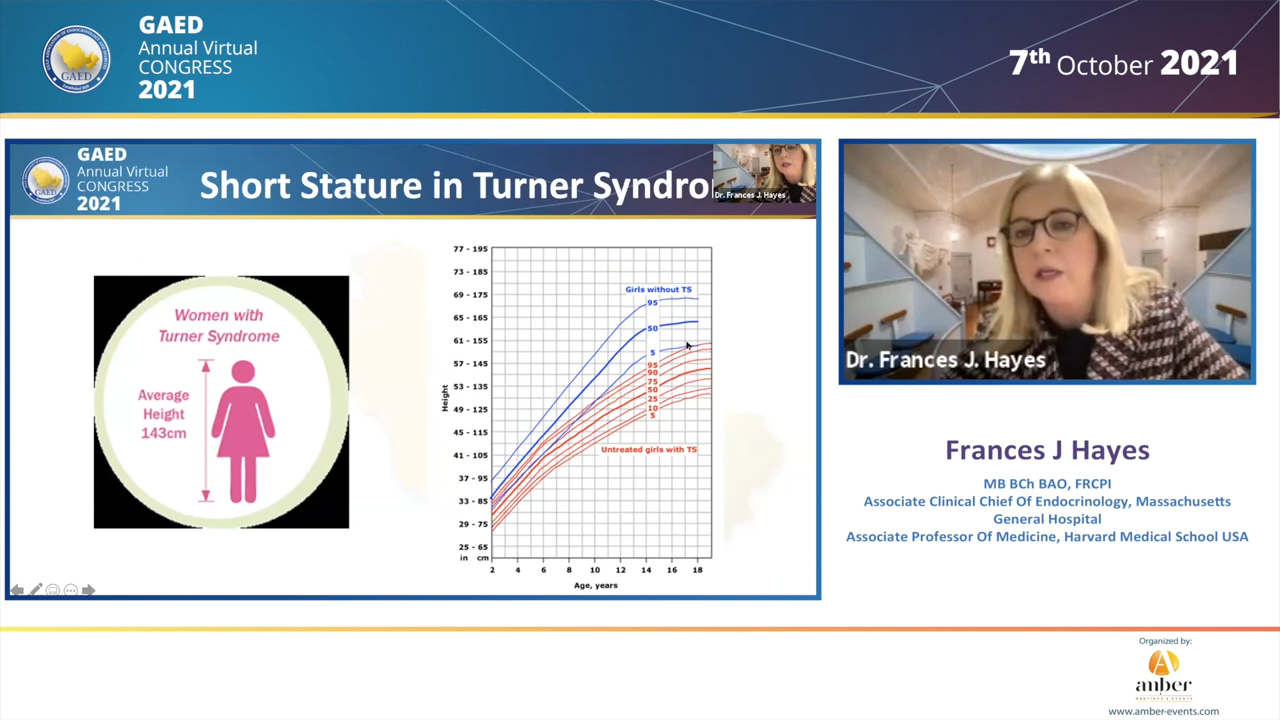 GAED
Annual Virtual
CONGRESS
2021
7th October 2021
GAED
GAED
Annual Virtual
CONGRESS
2021
Short Stature in Turner Syndro
Dr. Frances J. Hayes
Women with
Turner Syndrome
Average
Height
143cm
77 - 195
73 - 185
69 - 175
65 - 165
61 - 155
57 - 145
53 - 135
49 - 125
45 - 115
41 - 105
37 - 95
33 - 85
29 - 75
25 - 65
in cm
Height
Girls without TS
95
50
5
95
90
75
50
25
10
5
Untreated girls with TS
2 4 6 8 10 12 14 16 18
Age, years
Dr. Frances J. Hayes
Frances J Hayes
MB BCh BAO, FRCPI
Associate Clinical Chief Of Endocrinology, Massachusetts
General Hospital
Associate Professor Of Medicine, Harvard Medical School USA
Organized by:
amber
www.amber-events.com